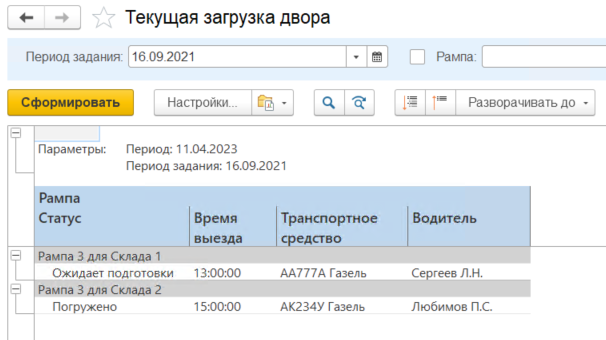 Текущая загрузка двора
Период задания: 16.09.2021 Рампа:
Сформировать Настройки... Разворачивать до
Параметры: Период: 11.04.2023
Период задания: 16.09.2021
Рампа
Статус Время выезда Транспортное средство Водитель
Рампа 3 для Склада 1
Ожидает подготовки 13:00:00 АА777А Газель Сергеев Л.Н.
Рампа 3 для Склада 2
Погружено 15:00:00 АК234У Газель Любимов П.С.